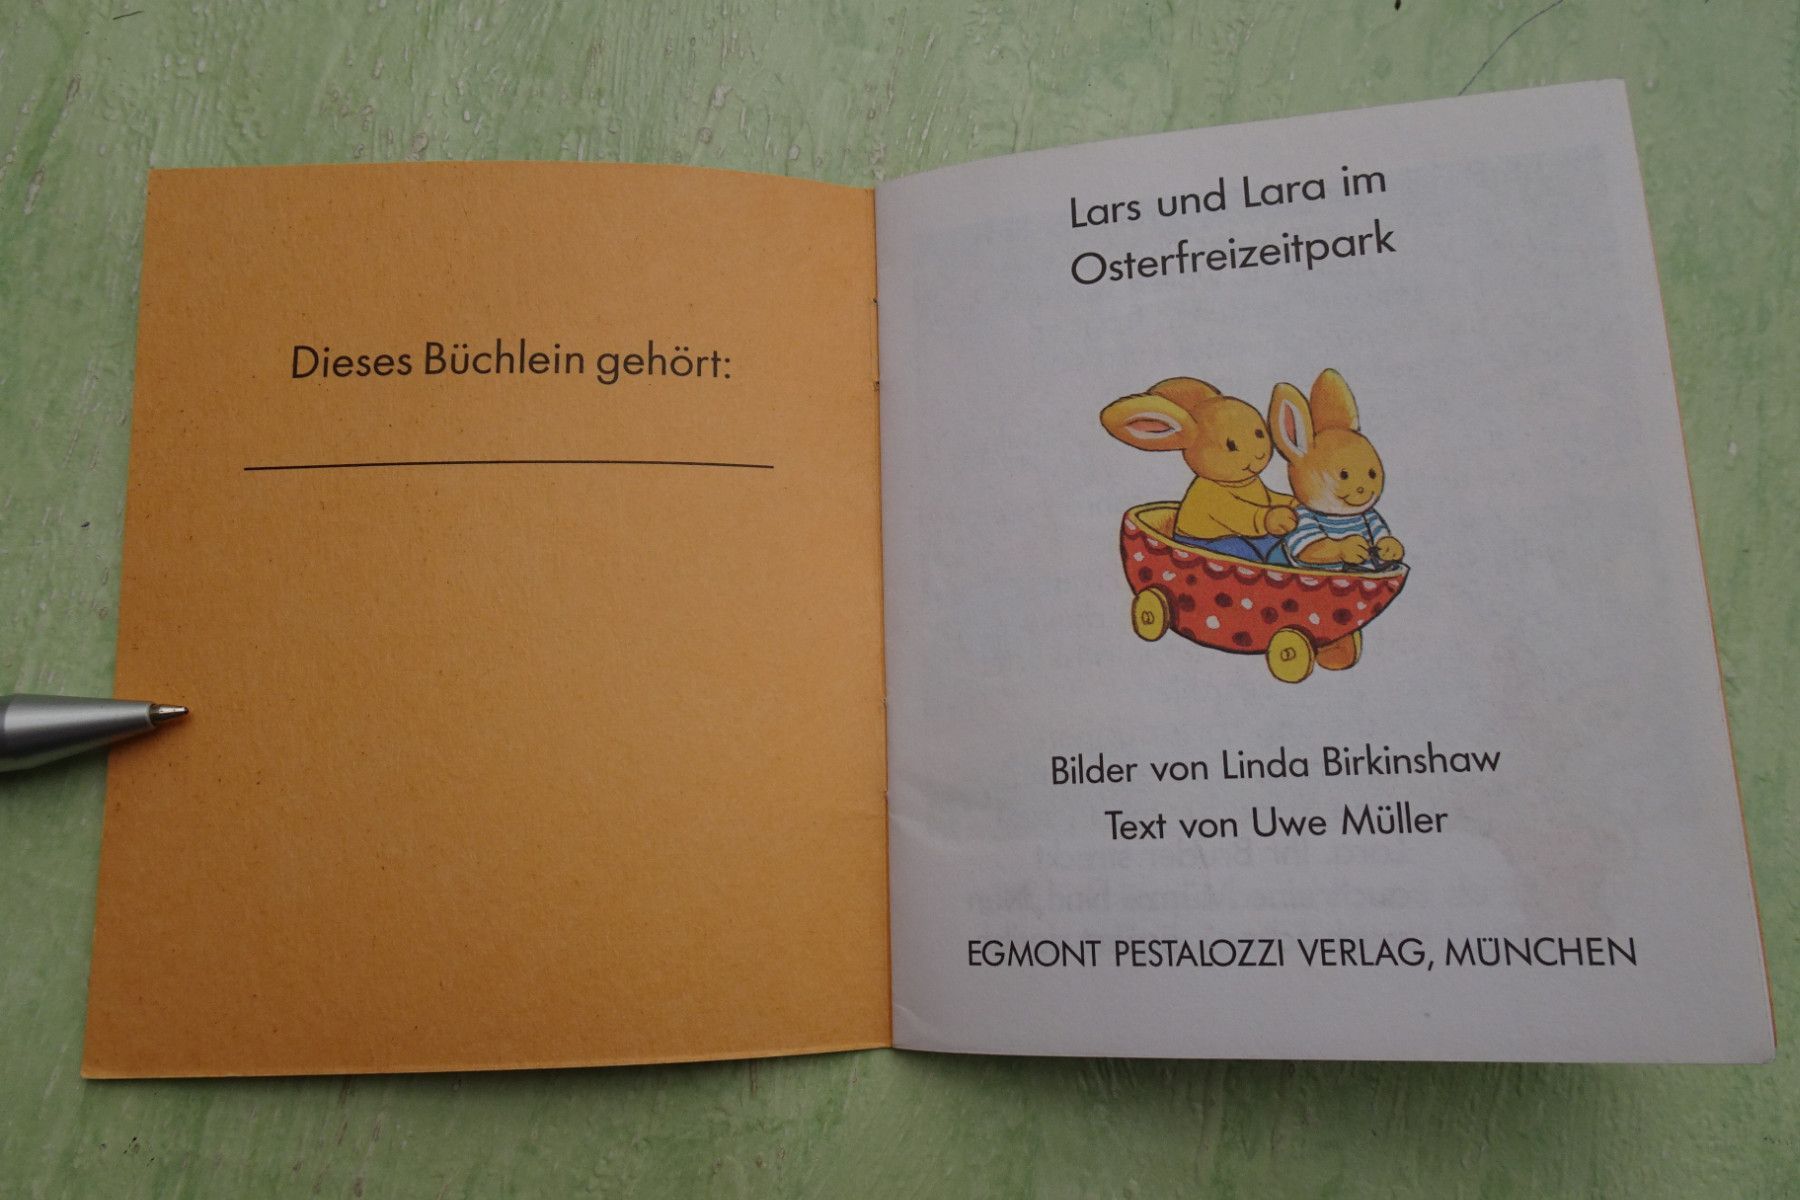 Dieses Büchlein gehört:
Lars und Lara im
Osterfreizeitpark
Bilder von Linda Birkinshaw
Text von Uwe Müller
EGMONT PESTALOZZI VERLAG, MÜNCHEN